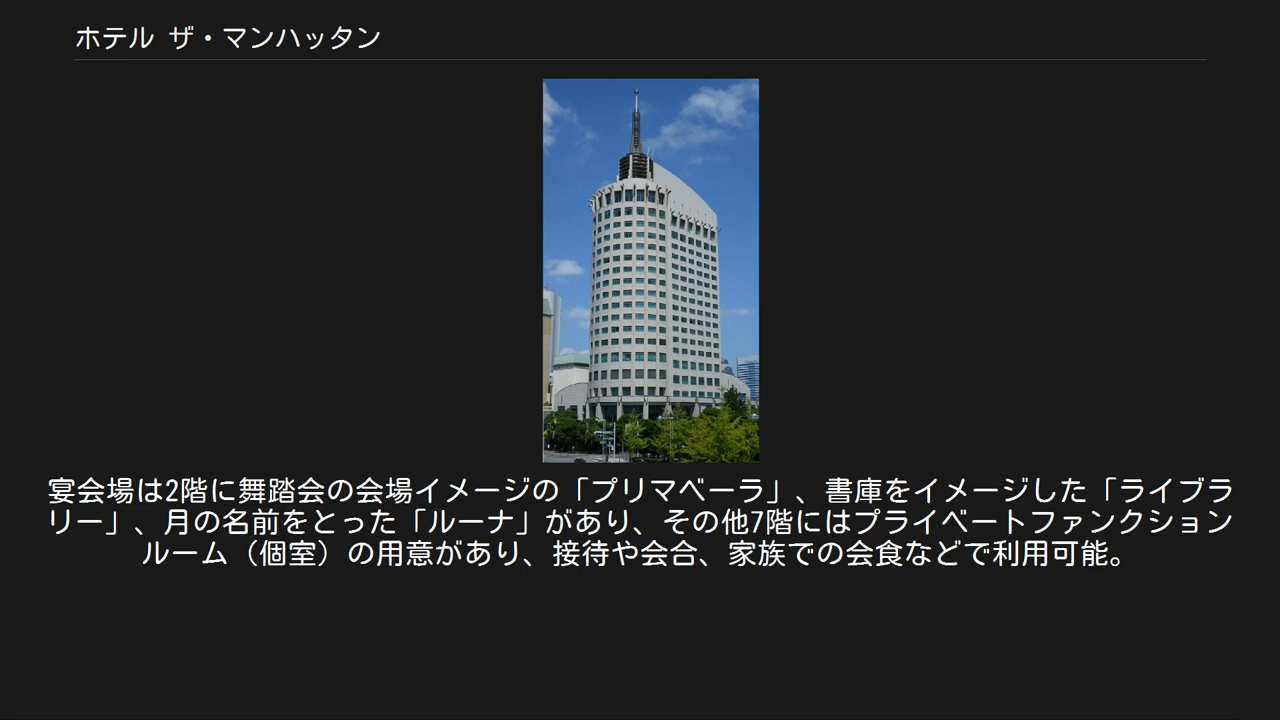 ホテル ザ・マンハッタン
宴会場は2階に舞踏会の会場イメージの「プリマベーラ」、書庫をイメージした「ライブラ
リー」、月の名前をとった「ルーナ」があり、その他7階にはプライベートファンクション
ルーム（個室）の用意があり、接待や会合、家族での会食などで利用可能。